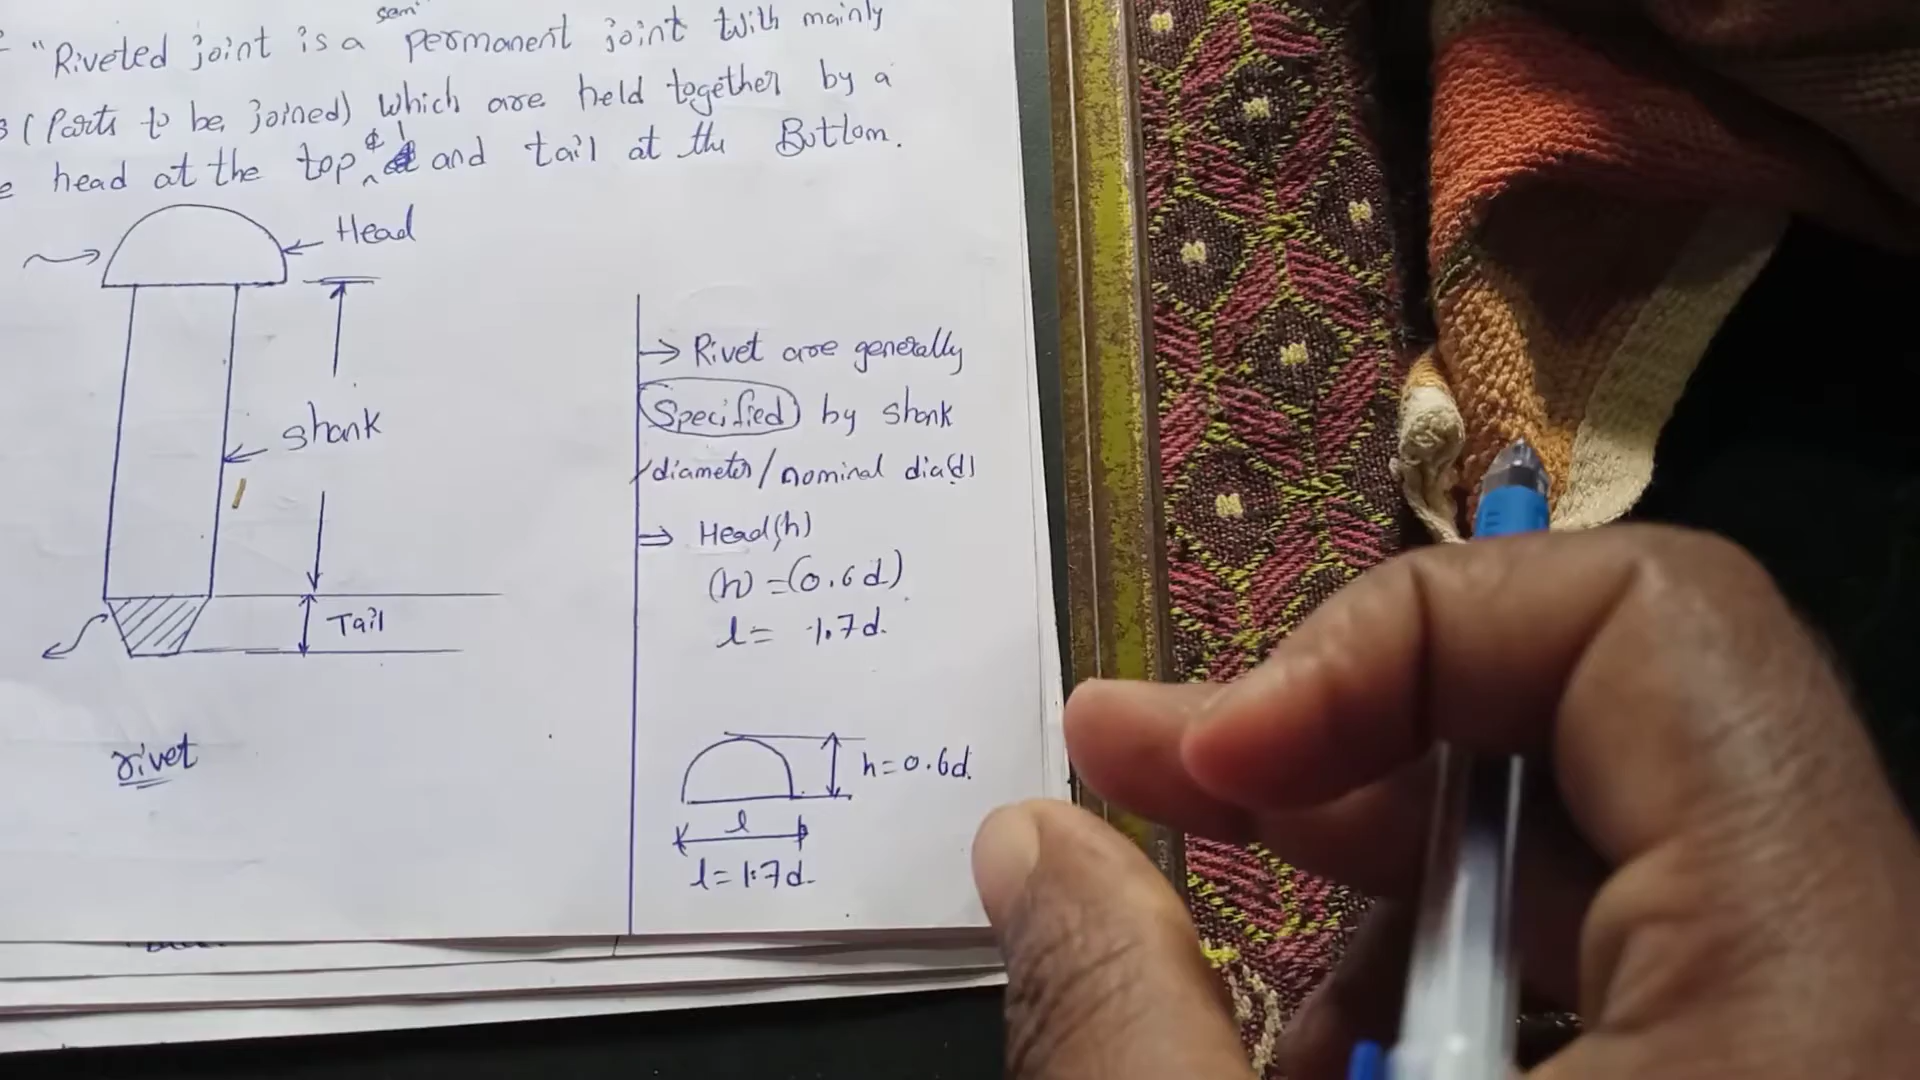 semi
"Riveted joint is a permanent joint with mainly
(Parts to be joined) which are held together by a
head at the top & and tail at the Bottom.
Head
shank
Tail
rivet
→ Rivet are generally
Specified by shank
diameter/nominal dia(d)
⇒ Head(h)
(h) = (0.6d)
l = 1.7d.
h=0.6d.
l
l=1.7d.